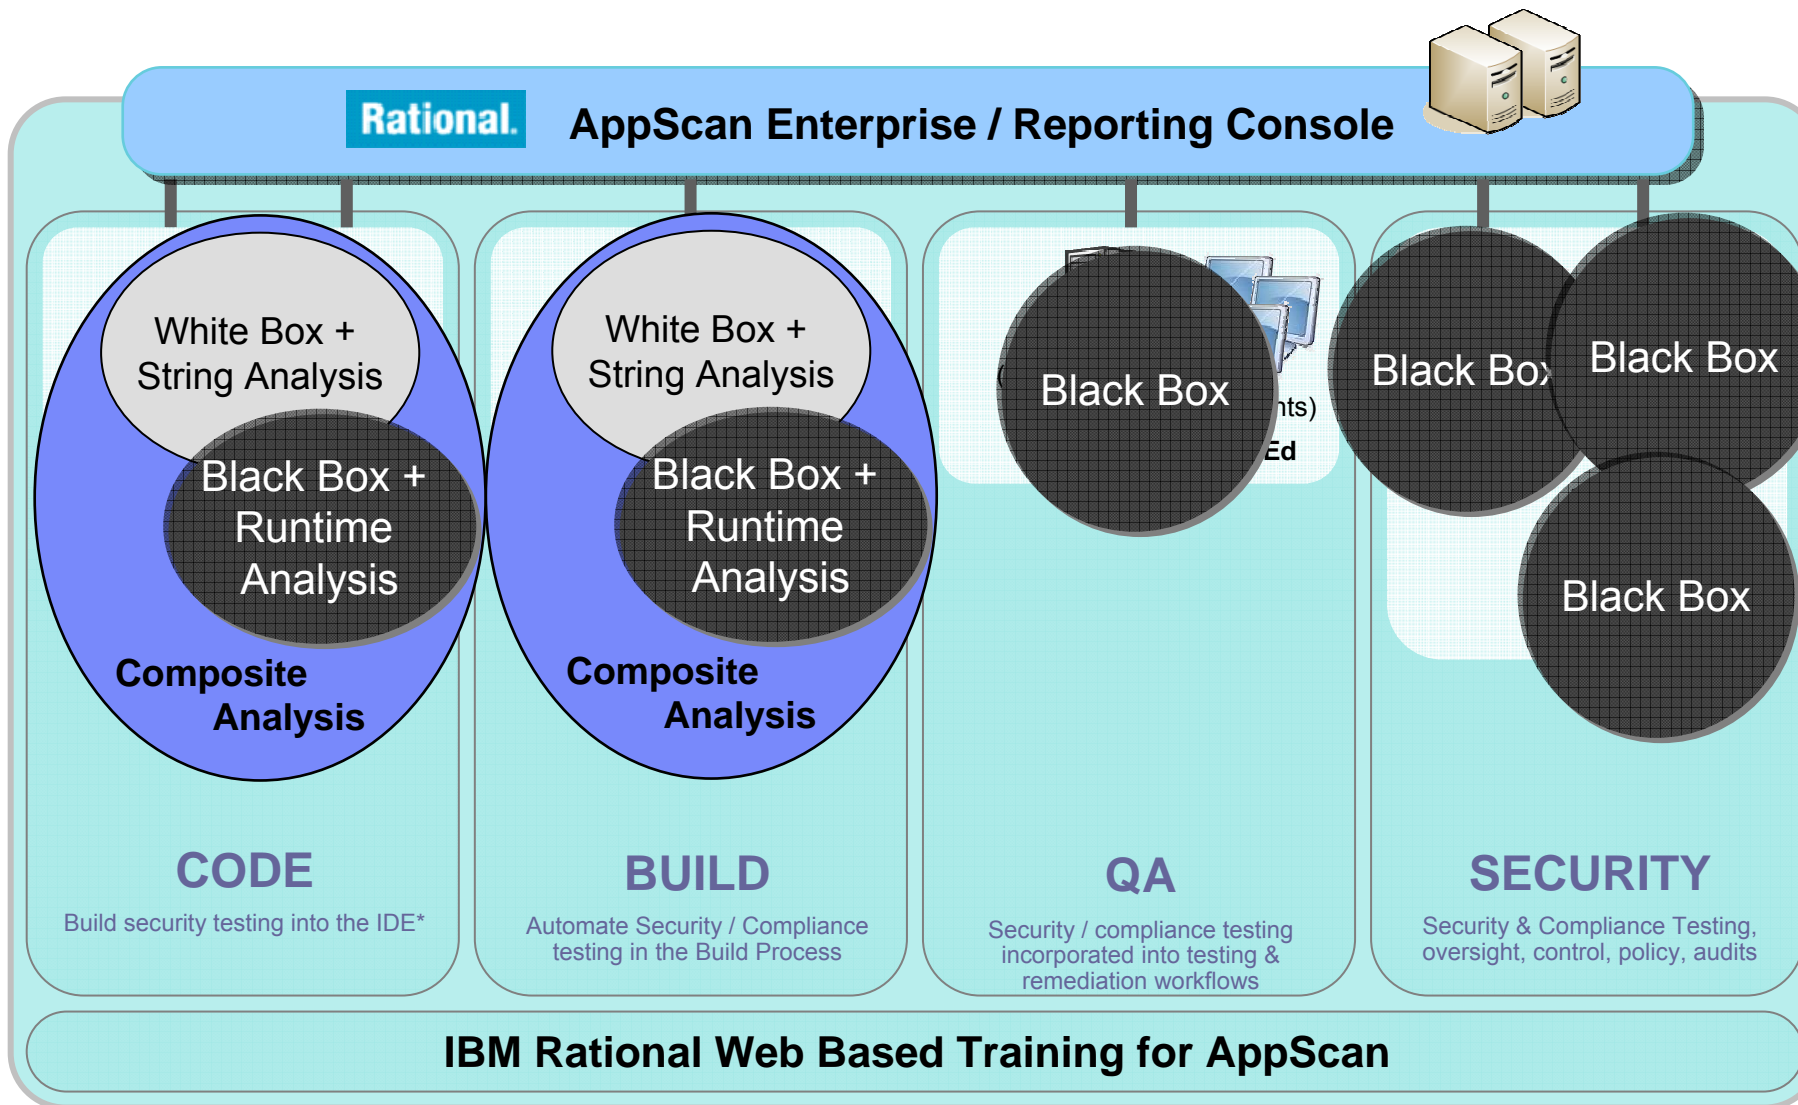 Rational.
AppScan Enterprise / Reporting Console
White Box +
String Analysis
Black Box +
Runtime
Analysis
Composite
Analysis
White Box +
String Analysis
Black Box +
Runtime
Analysis
Composite
Analysis
Black Box
nts)
Ed
Black Box
Black Box
Black Box
CODE
Build security testing into the IDE*
BUILD
Automate Security / Compliance
testing in the Build Process
QA
Security / compliance testing
incorporated into testing &
remediation workflows
SECURITY
Security & Compliance Testing,
oversight, control, policy, audits
IBM Rational Web Based Training for AppScan